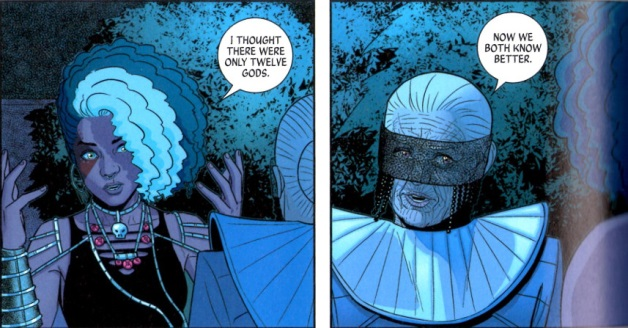 I THOUGHT
THERE WERE
ONLY TWELVE
GODS.
NOW WE
BOTH KNOW
BETTER.